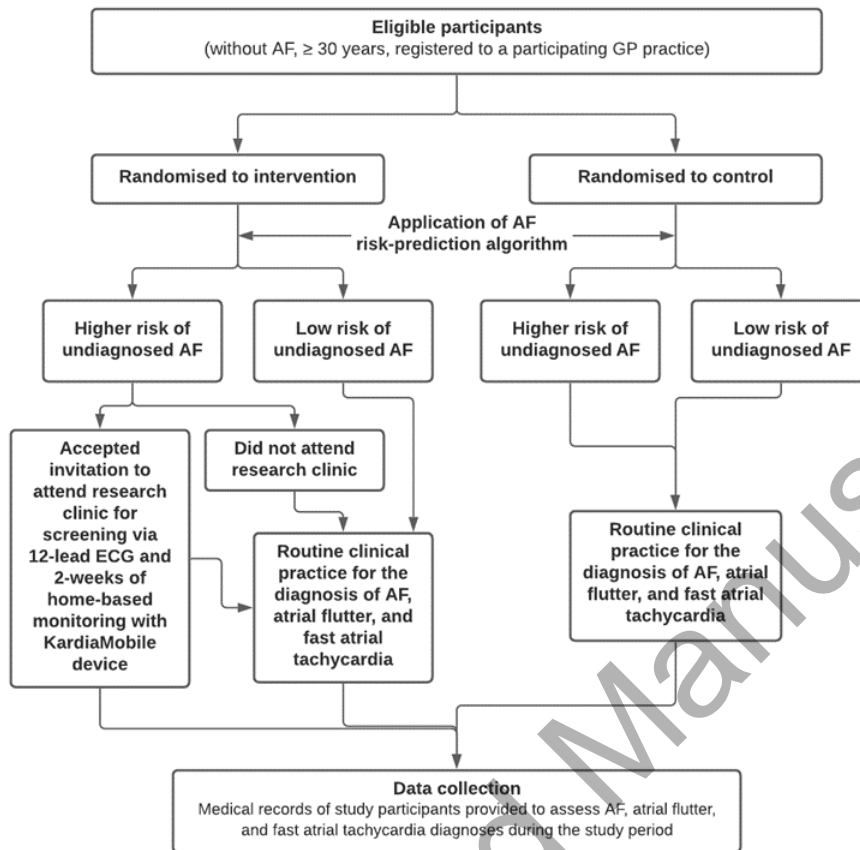 Eligible participants
(without AF, ≥ 30 years, registered to a participating GP practice)
Randomised to intervention
Randomised to control
Application of AF
risk-prediction algorithm
Higher risk of
undiagnosed AF
Low risk of
undiagnosed AF
Higher risk of
undiagnosed AF
Low risk of
undiagnosed AF
Accepted
invitation to
attend research
clinic for
screening via
12-lead ECG and
2-weeks of
home-based
monitoring with
KardiaMobile
device
Did not attend
research clinic
Routine clinical
practice for the
diagnosis of AF,
atrial flutter, and
fast atrial
tachycardia
Routine clinical
practice for the
diagnosis of AF, atrial
flutter, and fast atrial
tachycardia
Data collection
Medical records of study participants provided to assess AF, atrial flutter,
and fast atrial tachycardia diagnoses during the study period
d Manus